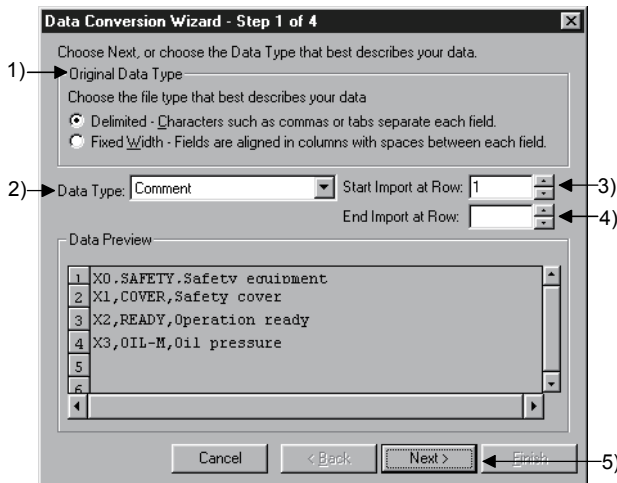 Data Conversion Wizard - Step 1 of 4
Choose Next, or choose the Data Type that best describes your data.
1)
Original Data Type
Choose the file type that best describes your data
Delimited - Characters such as commas or tabs separate each field.
Fixed Width - Fields are aligned in columns with spaces between each field.
2)
Data Type: Comment
Start Import at Row: 1
3)
End Import at Row:
4)
Data Preview
1 X0,SAFETY,Safety equipment
2 X1,COVER,Safety cover
3 X2,READY,Operation ready
4 X3,OIL-M,Oil pressure
5
6
Cancel
< Back
Next >
Finish
5)